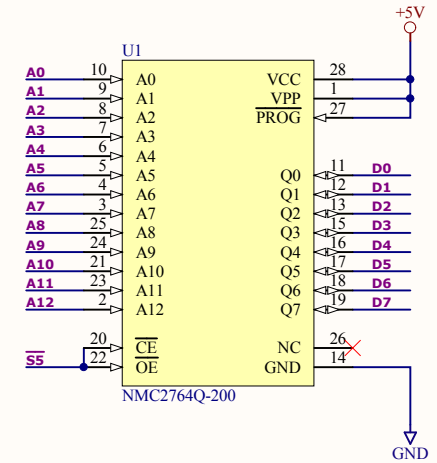 +5V
U1
A0 10 A0 VCC 28
A1 9 A1 VPP 1
A2 8 A2 PROG 27
A3 7 A3
A4 6 A4
A5 5 A5 Q0 11 D0
A6 4 A6 Q1 12 D1
A7 3 A7 Q2 13 D2
A8 25 A8 Q3 15 D3
A9 24 A9 Q4 16 D4
A10 21 A10 Q5 17 D5
A11 23 A11 Q6 18 D6
A12 2 A12 Q7 19 D7
20 CE NC 26
S5 22 OE GND 14
NMC2764Q-200
GND